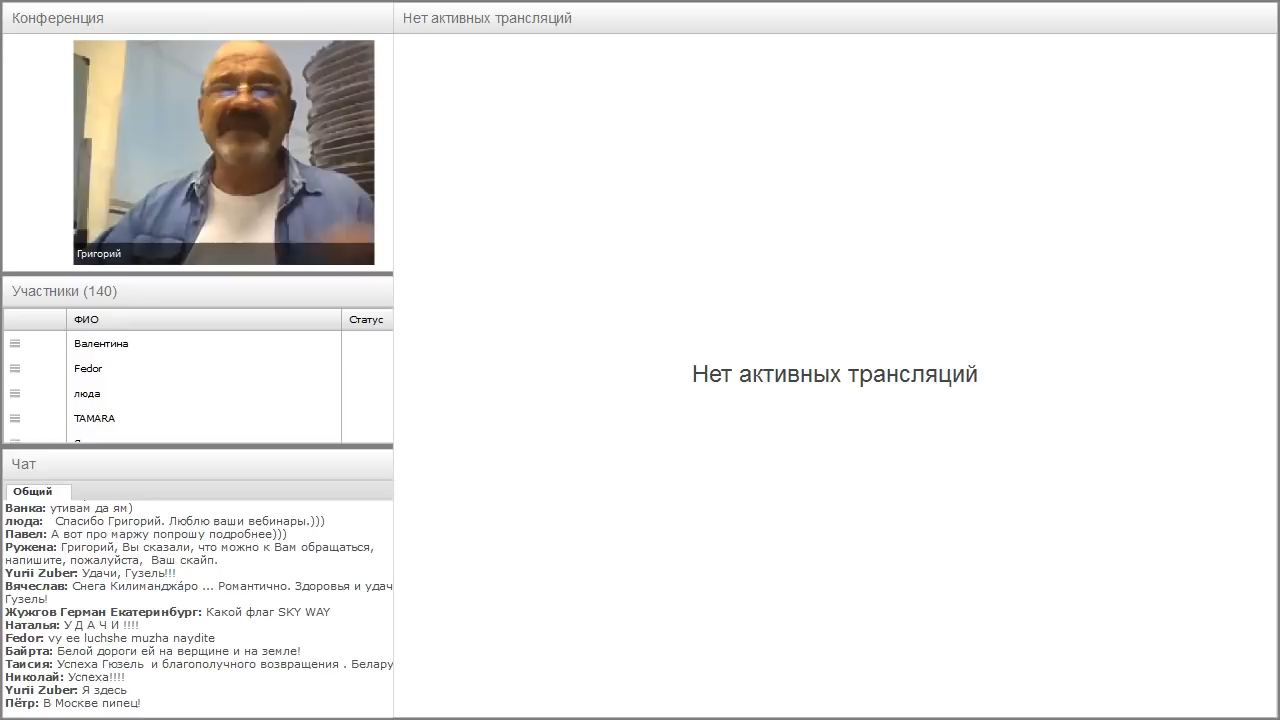 Конференция
Нет активных трансляций
Григорий
Участники (140)
ФИО
Статус
Валентина
Fedor
люда
TAMARA
Чат
Общий
Ванка: утивам да ям)
люда: Спасибо Григорий. Люблю ваши вебинары.)))
Павел: А вот про маржу попрошу подробнее)))
Ружена: Григорий, Вы сказали, что можно к Вам обращаться,
напишите, пожалуйста, Ваш скайп.
Yurii Zuber: Удачи, Гузель!!!
Вячеслав: Снега Килиманджа́ро ... Романтично. Здоровья и удач
Гузель!
Жужгов Герман Екатеринбург: Какой флаг SKY WAY
Наталья: У Д А Ч И !!!!
Fedor: vy ee luchshe muzha naydite
Байрта: Белой дороги ей на верщине и на земле!
Таисия: Успеха Гюзель и благополучного возвращения . Белару
Николай: Успеха!!!!
Yurii Zuber: Я здесь
Пётр: В Москве пипец!
Нет активных трансляций